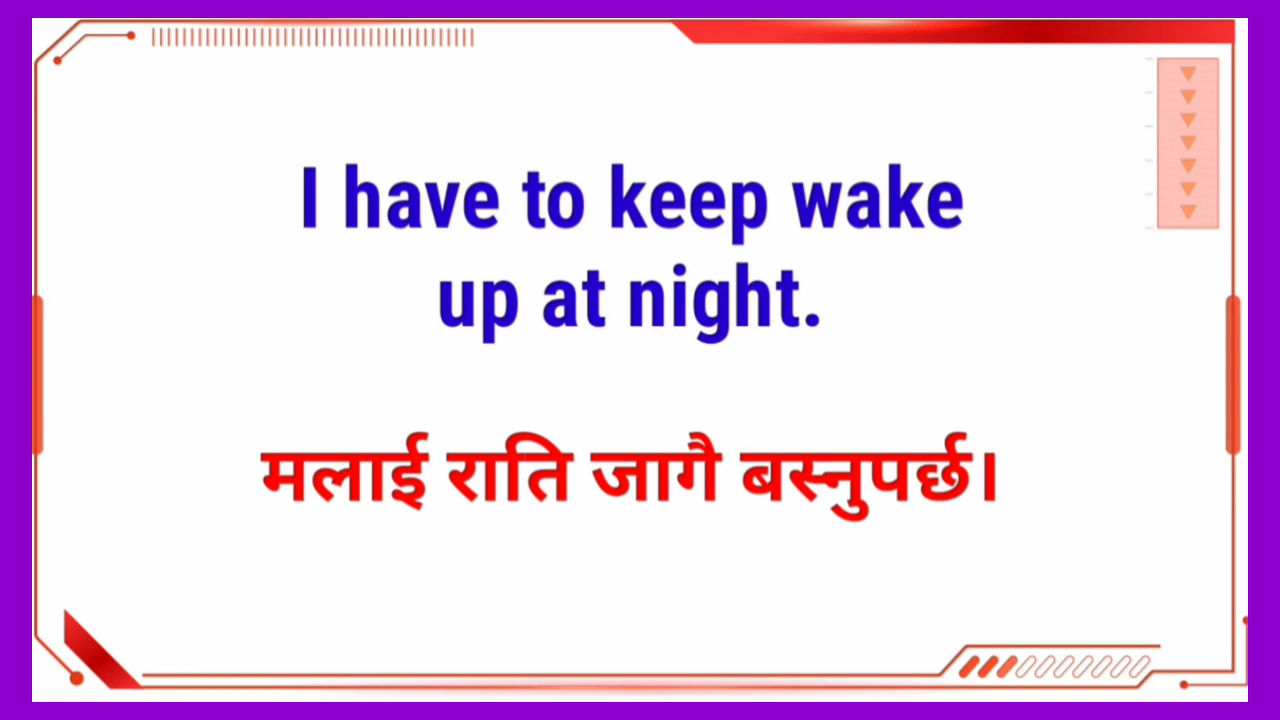 I have to keep wake
up at night.
मलाई राति जागै बस्नुपर्छ।